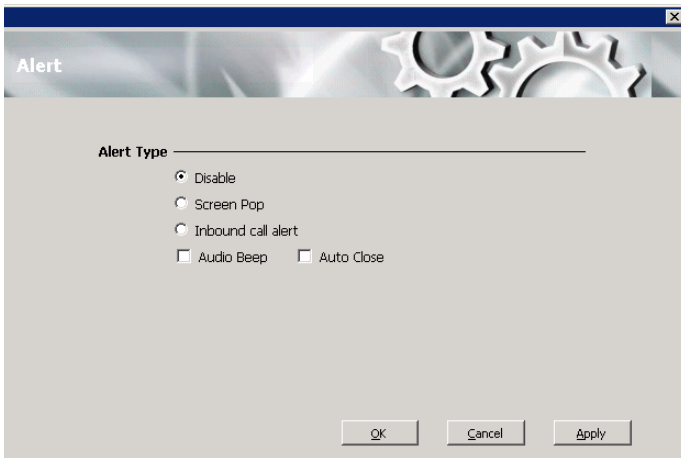 Alert
Alert Type
Disable
Screen Pop
Inbound call alert
Audio Beep Auto Close
OK Cancel Apply